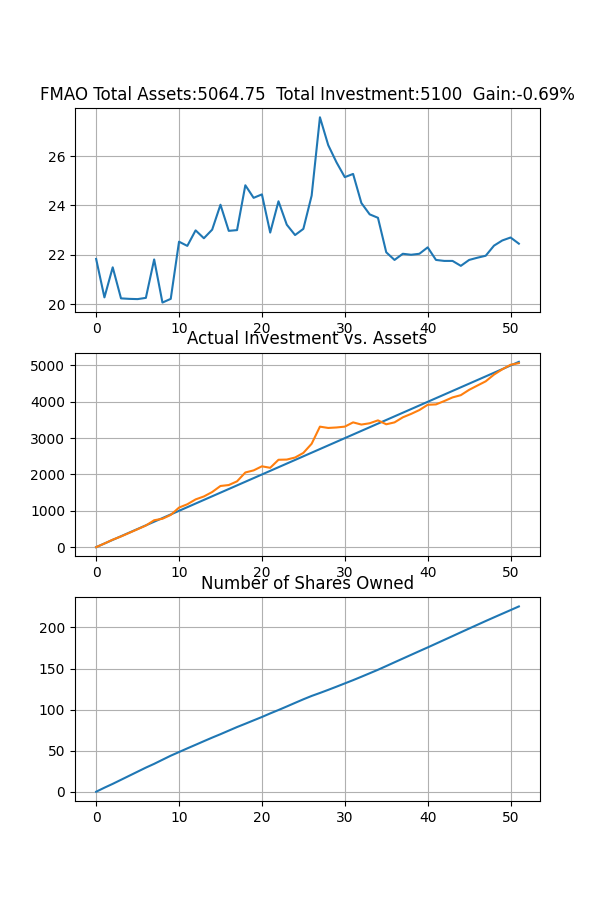 FMAO Total Assets:5064.75  Total Investment:5100  Gain:-0.69%
26
24
22
20
0 10 20 30 40 50
Actual Investment vs. Assets
5000
4000
3000
2000
1000
0
0 10 20 30 40 50
Number of Shares Owned
200
150
100
50
0
0 10 20 30 40 50